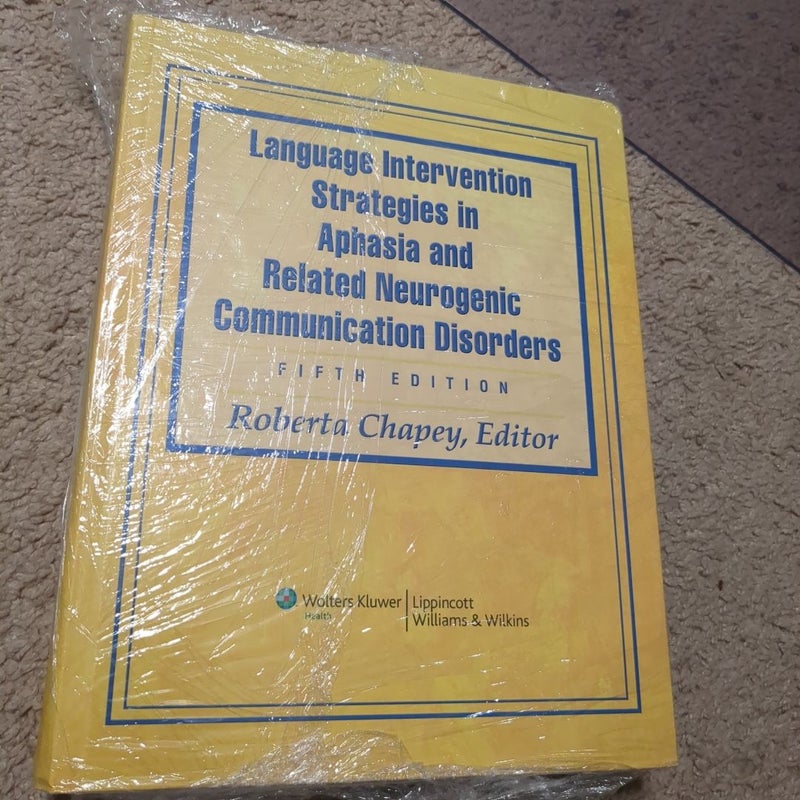 Language Intervention
Strategies in
Aphasia and
Related Neurogenic
Communication Disorders
FIFTH EDITION
Roberta Chapey, Editor
Wolters Kluwer
Health
Lippincott
Williams & Wilkins